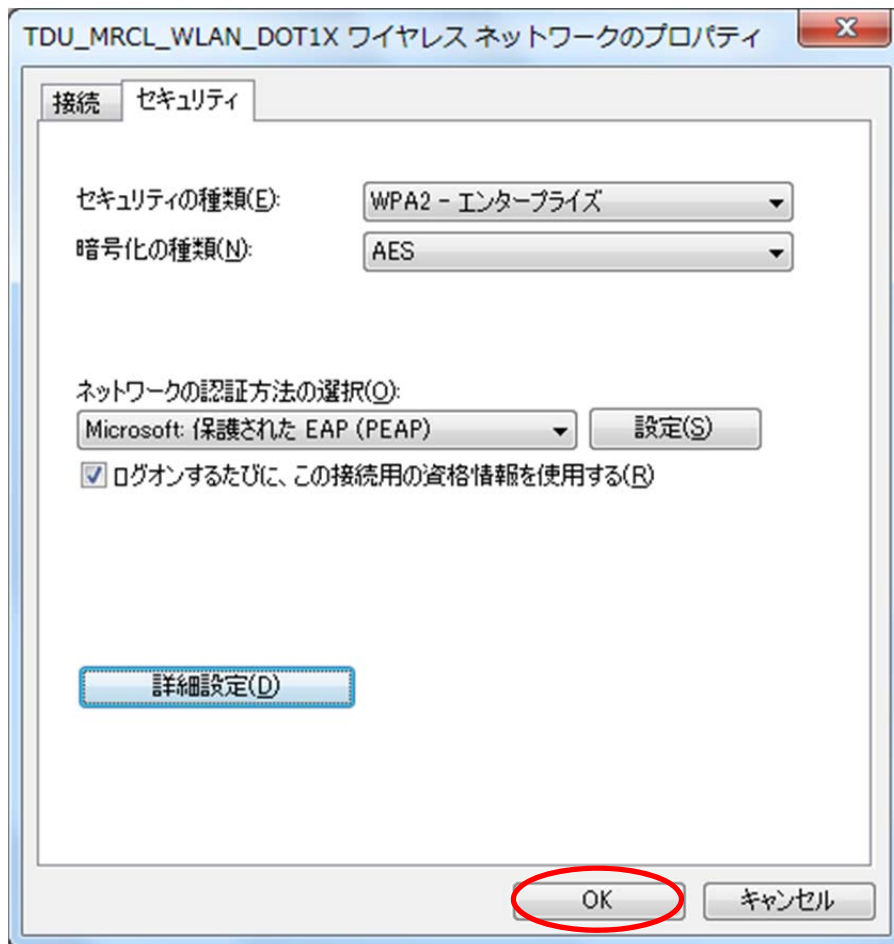 TDU_MRCL_WLAN_DOT1X ワイヤレス ネットワークのプロパティ
接続 セキュリティ
セキュリティの種類(E): WPA2 - エンタープライズ
暗号化の種類(N): AES
ネットワークの認証方法の選択(O):
Microsoft: 保護された EAP (PEAP) 設定(S)
ログオンするたびに、この接続用の資格情報を使用する(R)
詳細設定(D)
OK キャンセル